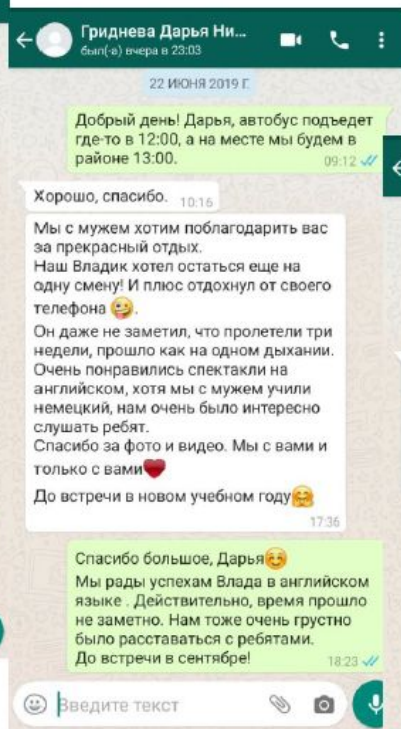 Гриднева Дарья Ни...
был(-а) вчера в 23:03
22 ИЮНЯ 2019 Г.
Добрый день! Дарья, автобус подъедет
где-то в 12:00, а на месте мы будем в
районе 13:00.
09:12
Хорошо, спасибо.
10:16
Мы с мужем хотим поблагодарить вас
за прекрасный отдых.
Наш Владик хотел остаться еще на
одну смену! И плюс отдохнул от своего
телефона 🤪.
Он даже не заметил, что пролетели три
недели, прошло как на одном дыхании.
Очень понравились спектакли на
английском, хотя мы с мужем учили
немецкий, нам очень было интересно
слушать ребят.
Спасибо за фото и видео. Мы с вами и
только с вами❤
До встречи в новом учебном году🤗
17:36
Спасибо большое, Дарья☺
Мы рады успехам Влада в английском
языке . Действительно, время прошло
не заметно. Нам тоже очень грустно
было расставаться с ребятами.
До встречи в сентябре!
18:23
Введите текст